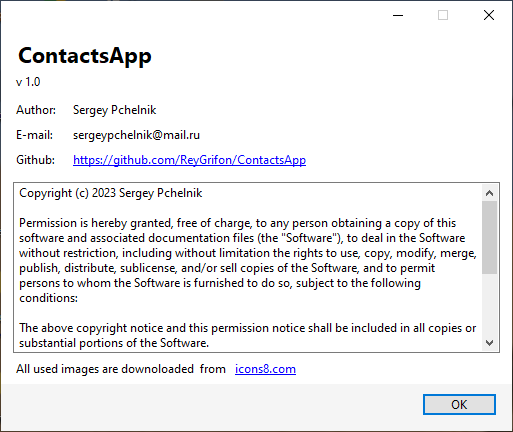 ContactsApp
v 1.0
Author: Sergey Pchelnik
E-mail: sergeypchelnik@mail.ru
Github: https://github.com/ReyGrifon/ContactsApp
Copyright (c) 2023 Sergey Pchelnik
Permission is hereby granted, free of charge, to any person obtaining a copy of this
software and associated documentation files (the "Software"), to deal in the Software
without restriction, including without limitation the rights to use, copy, modify, merge,
publish, distribute, sublicense, and/or sell copies of the Software, and to permit
persons to whom the Software is furnished to do so, subject to the following
conditions:
The above copyright notice and this permission notice shall be included in all copies or
substantial portions of the Software.
All used images are downoloaded from icons8.com
OK